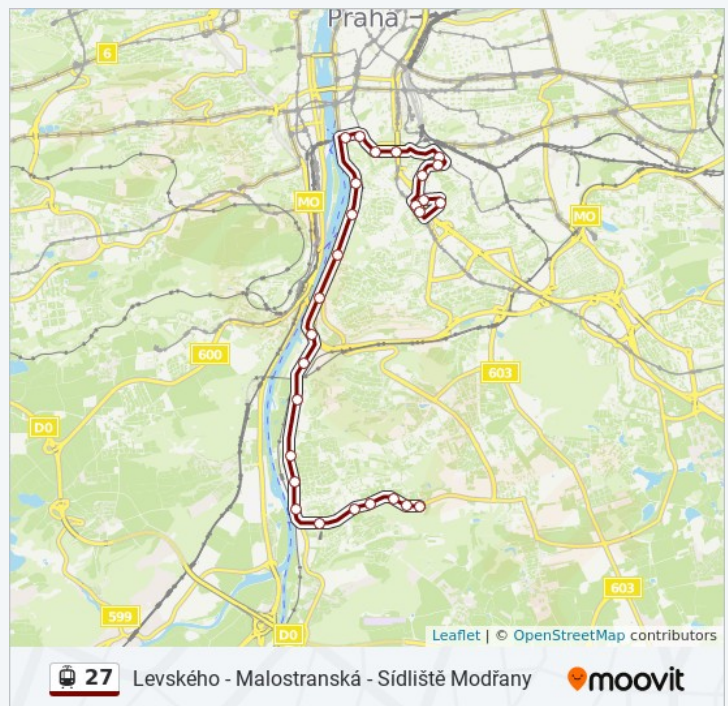 Praha
6
MO
MO
600
603
D0
599
603
D0
Leaflet | © OpenStreetMap contributors
27 Levského - Malostranská - Sídliště Modřany moovit